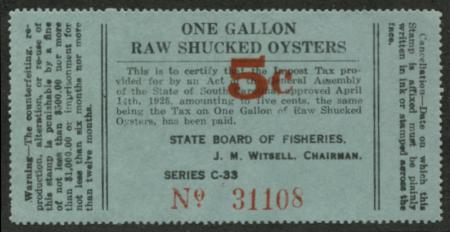 Warning—The counterfeiting, re-
production, alteration, or re-use of
this stamp is punishable by a fine
of not less than $500.00 nor more
than $1,000.00 or imprisonment for
not less than six months nor more
than twelve months.
ONE GALLON
RAW SHUCKED OYSTERS
5c
This is to certify that the Impost Tax pro-
vided for by an Act of the General Assembly
of the State of South Carolina, approved April
14th, 1925, amounting to five cents, the same
being the Tax on One Gallon of Raw Shucked
Oysters, has been paid.
STATE BOARD OF FISHERIES,
J. M. WITSELL, CHAIRMAN.
SERIES C-33
Nº 31108
Cancellation—Date on which this
Stamp is affixed must be plainly
written in ink or stamped across the
face.